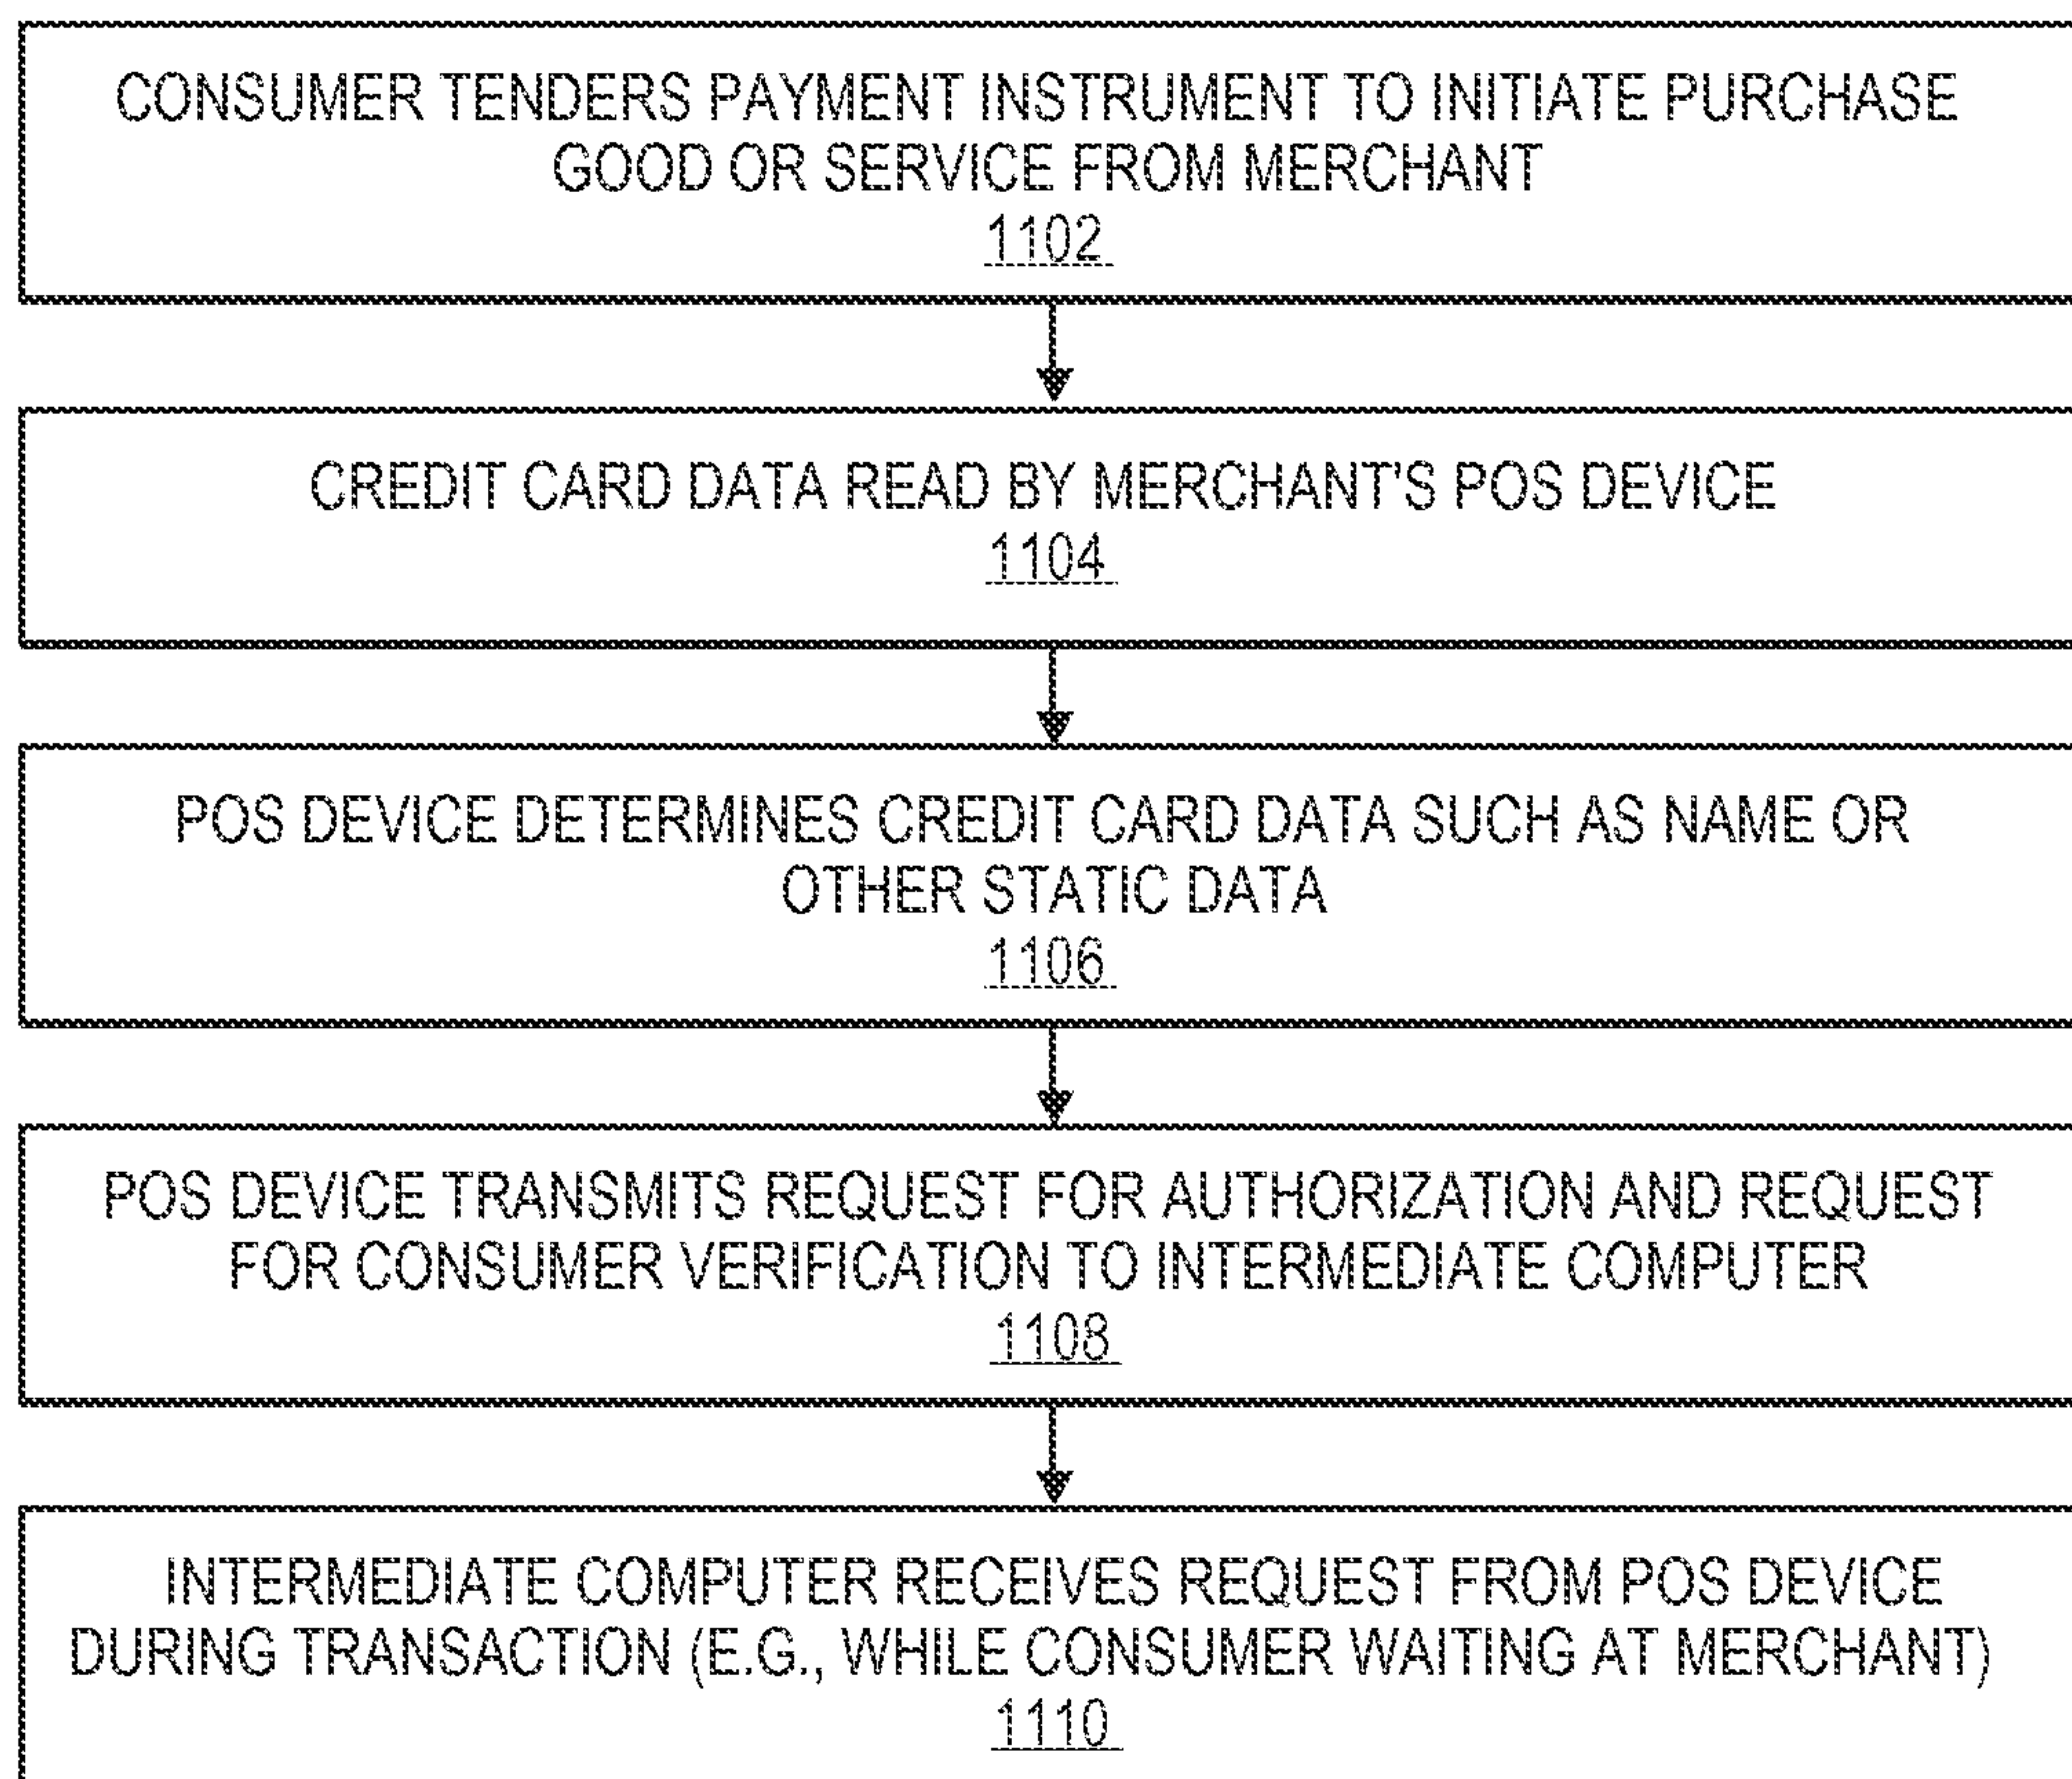 CONSUMER TENDERS PAYMENT INSTRUMENT TO INITIATE PURCHASE
GOOD OR SERVICE FROM MERCHANT
1102
CREDIT CARD DATA READ BY MERCHANT'S POS DEVICE
1104
POS DEVICE DETERMINES CREDIT CARD DATA SUCH AS NAME OR
OTHER STATIC DATA
1106
POS DEVICE TRANSMITS REQUEST FOR AUTHORIZATION AND REQUEST
FOR CONSUMER VERIFICATION TO INTERMEDIATE COMPUTER
1108
INTERMEDIATE COMPUTER RECEIVES REQUEST FROM POS DEVICE
DURING TRANSACTION (E.G., WHILE CONSUMER WAITING AT MERCHANT)
1110